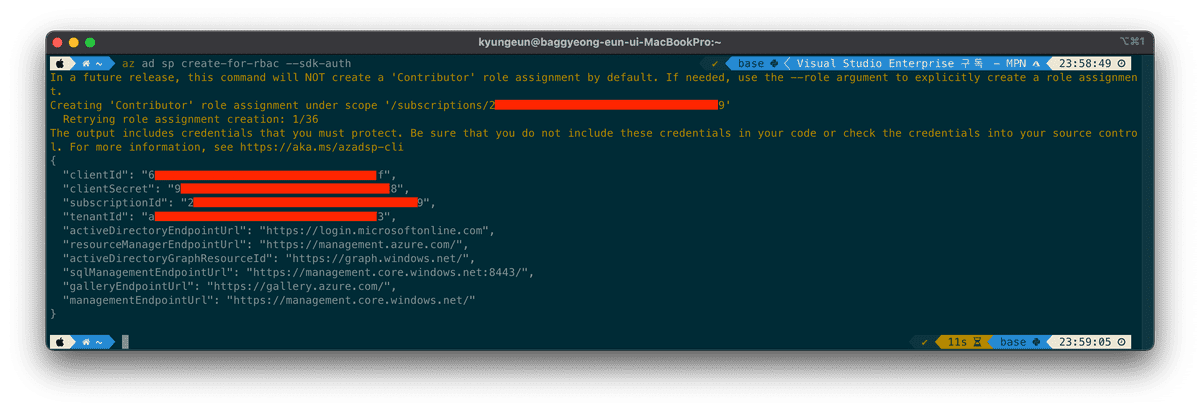 kyungeun@baggyeong-eun-ui-MacBookPro:~
⌥⌘1
~ az ad sp create-for-rbac --sdk-auth ✓ base Visual Studio Enterprise 구독 – MPN 23:58:49
In a future release, this command will NOT create a 'Contributor' role assignment by default. If needed, use the --role argument to explicitly create a role assignmen
t.
Creating 'Contributor' role assignment under scope '/subscriptions/2 9'
Retrying role assignment creation: 1/36
The output includes credentials that you must protect. Be sure that you do not include these credentials in your code or check the credentials into your source contro
l. For more information, see https://aka.ms/azadsp-cli
{
"clientId": "6 f",
"clientSecret": "9 8",
"subscriptionId": "2 9",
"tenantId": "a 3",
"activeDirectoryEndpointUrl": "https://login.microsoftonline.com",
"resourceManagerEndpointUrl": "https://management.azure.com/",
"activeDirectoryGraphResourceId": "https://graph.windows.net/",
"sqlManagementEndpointUrl": "https://management.core.windows.net:8443/",
"galleryEndpointUrl": "https://gallery.azure.com/",
"managementEndpointUrl": "https://management.core.windows.net/"
}
~ ✓ 11s base 23:59:05